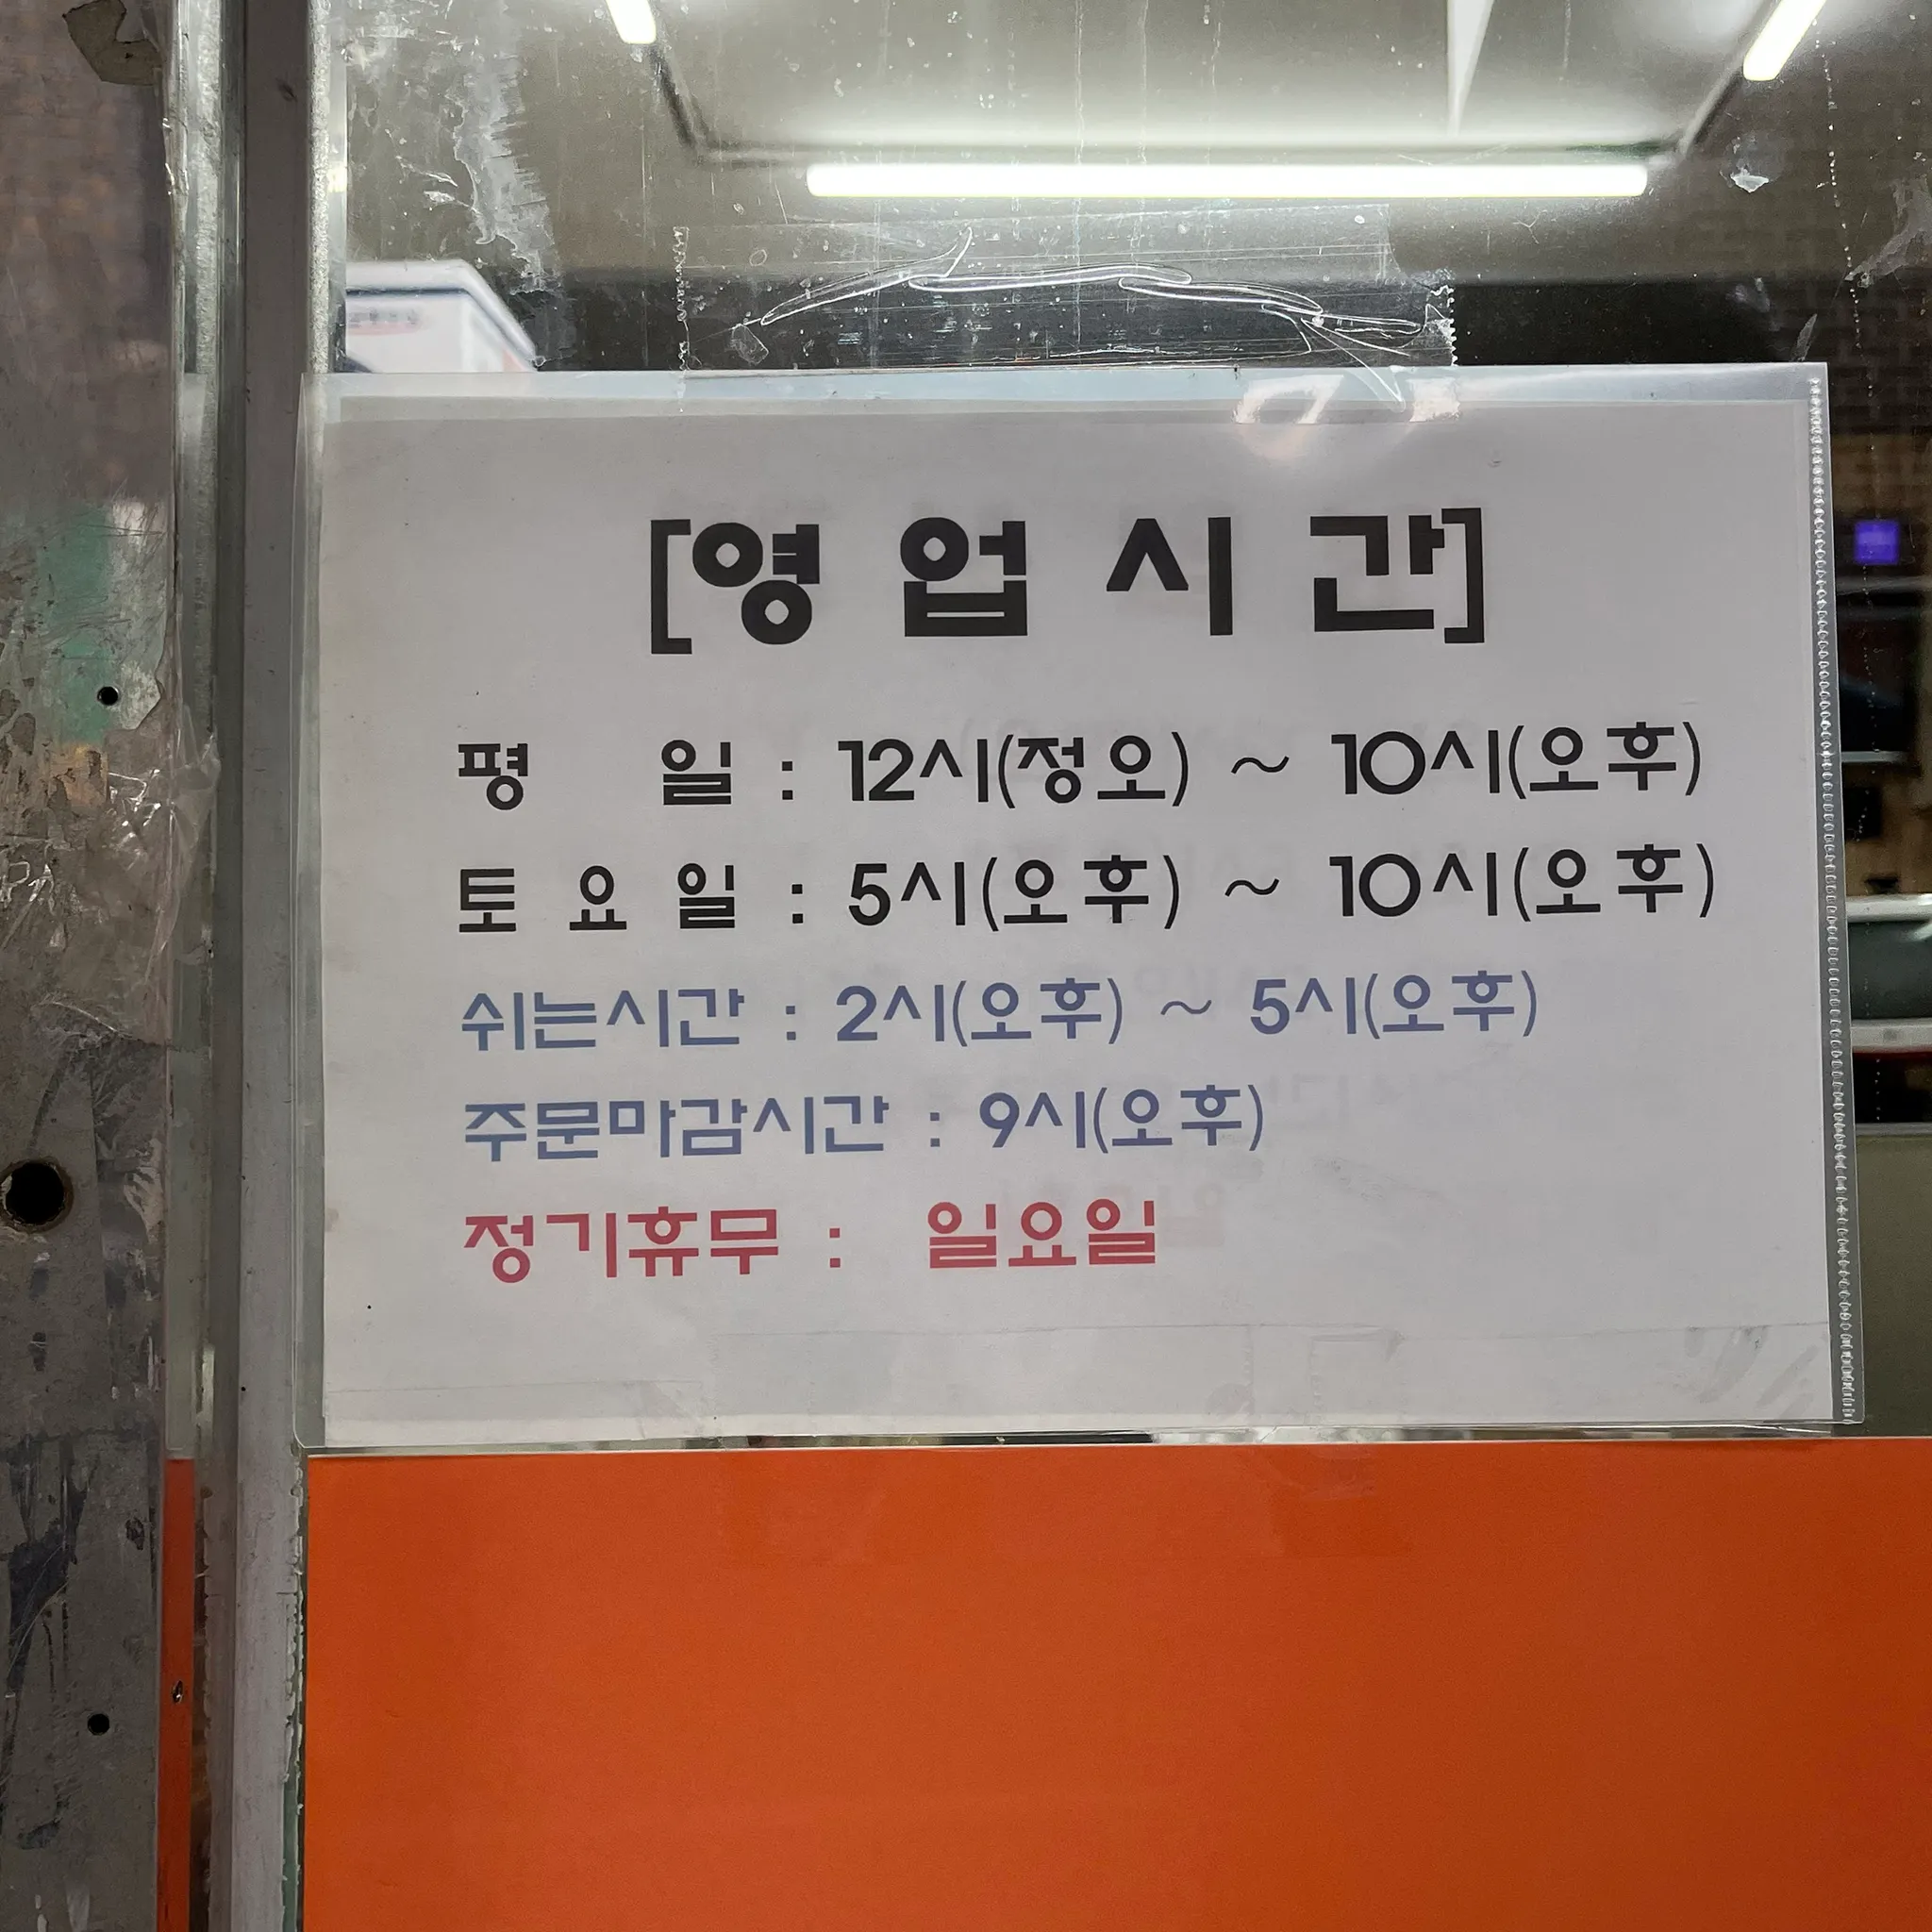 [영 업 시 간]
평 일 : 12시(정오) ~ 10시(오후)
토 요 일 : 5시(오후) ~ 10시(오후)
쉬는시간 : 2시(오후) ~ 5시(오후)
주문마감시간 : 9시(오후)
정기휴무 : 일요일